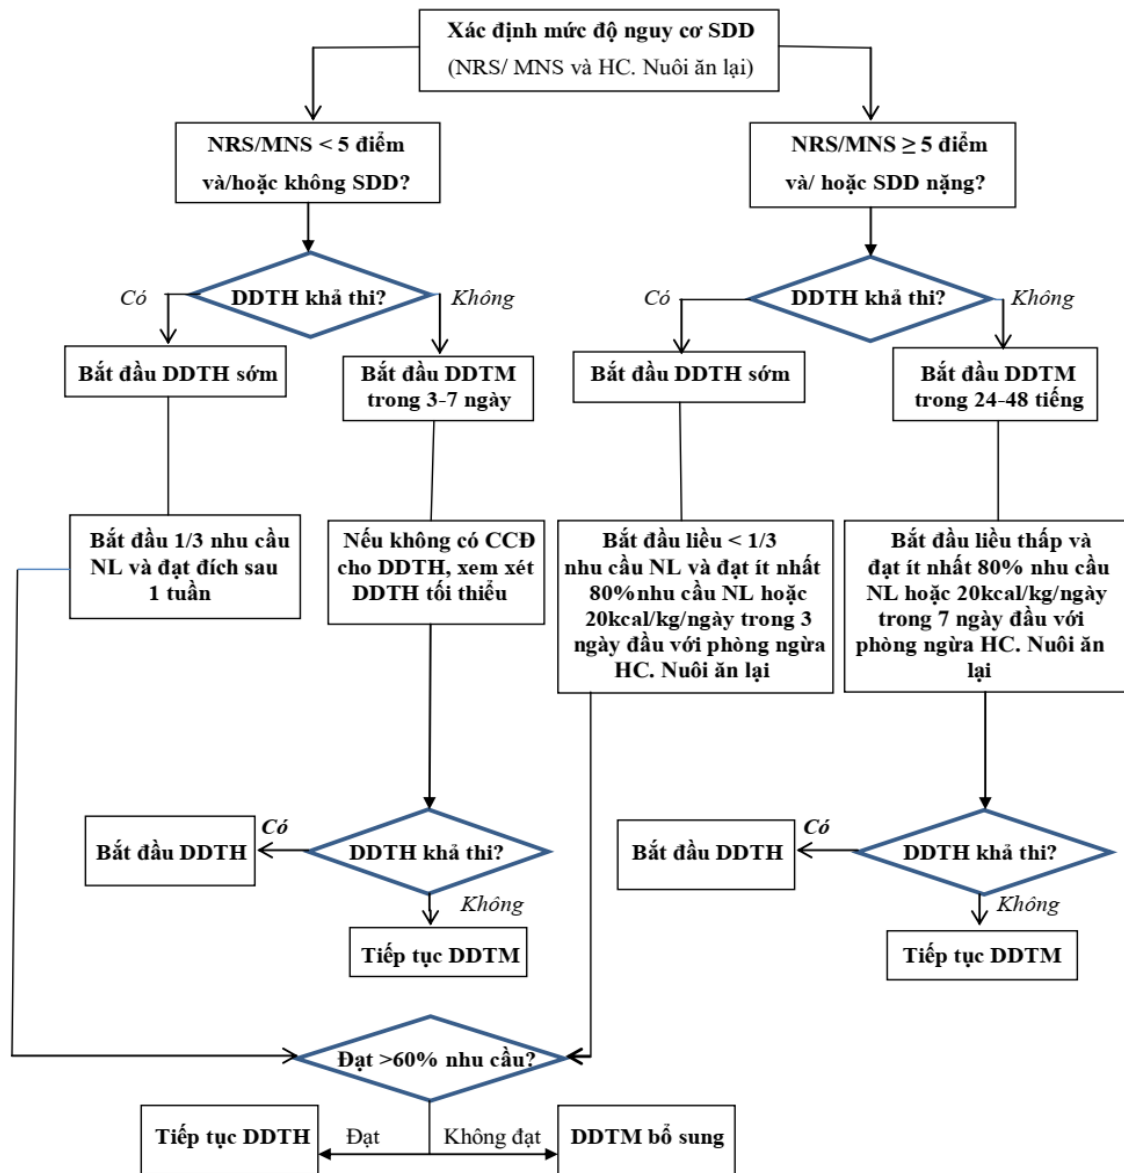 Xác định mức độ nguy cơ SDD
(NRS/ MNS và HC. Nuôi ăn lại)
NRS/MNS < 5 điểm
và/hoặc không SDD?
NRS/MNS ≥ 5 điểm
và/ hoặc SDD nặng?
Có
DDTH khả thi?
Không
Có
DDTH khả thi?
Không
Bắt đầu DDTH sớm
Bắt đầu DDTM
trong 3-7 ngày
Bắt đầu DDTH sớm
Bắt đầu DDTM
trong 24-48 tiếng
Bắt đầu 1/3 nhu cầu
NL và đạt đích sau
1 tuần
Nếu không có CCĐ
cho DDTH, xem xét
DDTH tối thiểu
Bắt đầu liều < 1/3
nhu cầu NL và đạt ít nhất
80%nhu cầu NL hoặc
20kcal/kg/ngày trong 3
ngày đầu với phòng ngừa
HC. Nuôi ăn lại
Bắt đầu liều thấp và
đạt ít nhất 80% nhu cầu
NL hoặc 20kcal/kg/ngày
trong 7 ngày đầu với
phòng ngừa HC. Nuôi ăn
lại
Bắt đầu DDTH
Có
DDTH khả thi?
Không
Tiếp tục DDTM
Bắt đầu DDTH
Có
DDTH khả thi?
Không
Tiếp tục DDTM
Đạt >60% nhu cầu?
Tiếp tục DDTH
Đạt
Không đạt
DDTM bổ sung